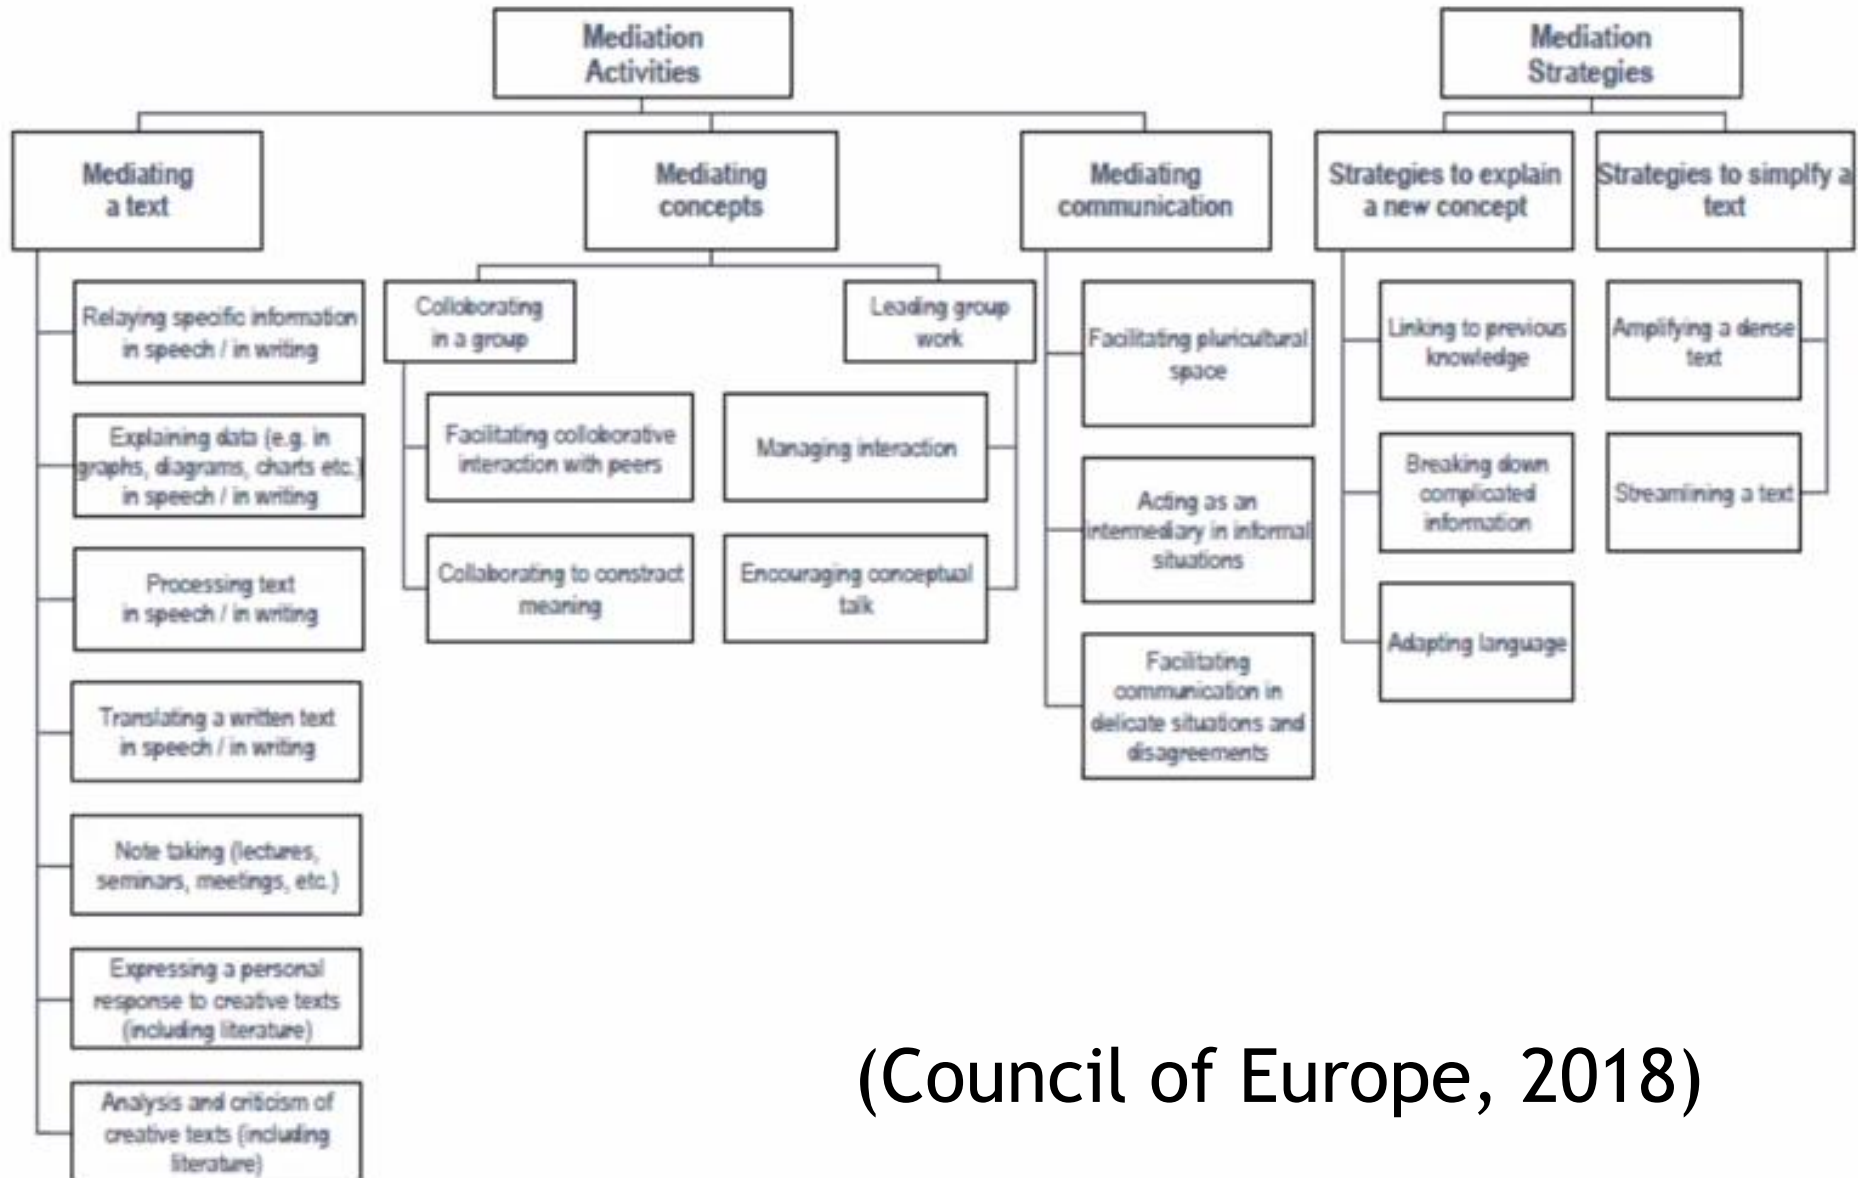 Mediation
Activities
Mediating
a text
Relaying specific information
in speech / in writing
Explaining data (e.g. in
graphs, diagrams, charts etc.)
in speech / in writing
Processing text
in speech / in writing
Translating a written text
in speech / in writing
Note taking (lectures,
seminars, meetings, etc.)
Expressing a personal
response to creative texts
(including literature)
Analysis and criticism of
creative texts (including
literature)
Mediating
concepts
Colloborating
in a group
Facilitating colloborative
interaction with peers
Collaborating to constract
meaning
Leading group
work
Managing interaction
Encouraging conceptual
talk
Mediating
communication
Facilitating pluricultural
space
Acting as an
intermediary in informal
situations
Facilitating
communication in
delicate situations and
disagreements
Mediation
Strategies
Strategies to explain
a new concept
Linking to previous
knowledge
Breaking down
complicated
information
Adapting language
Strategies to simplfy a
text
Amplifying a dense
text
Streamlining a text
(Council of Europe, 2018)